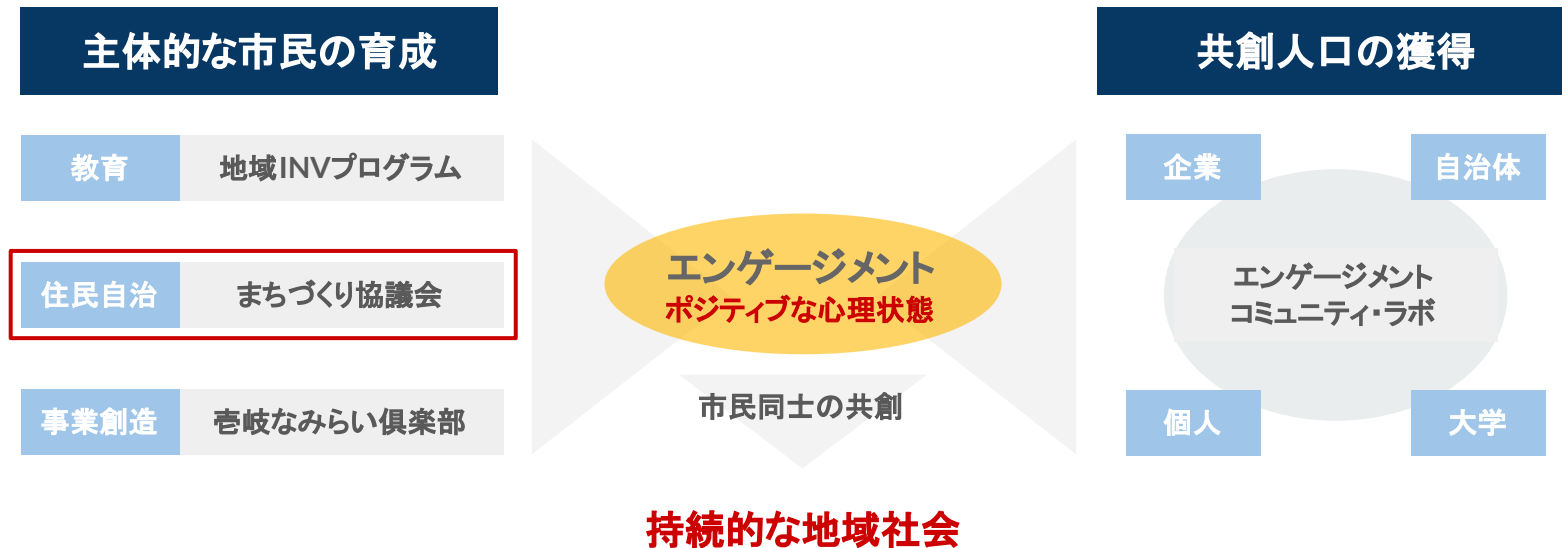 主体的な市民の育成
共創人口の獲得
教育
地域INVプログラム
住民自治
まちづくり協議会
事業創造
壱岐なみらい倶楽部
エンゲージメント
ポジティブな心理状態
市民同士の共創
持続的な地域社会
企業
自治体
エンゲージメント
コミュニティ・ラボ
個人
大学